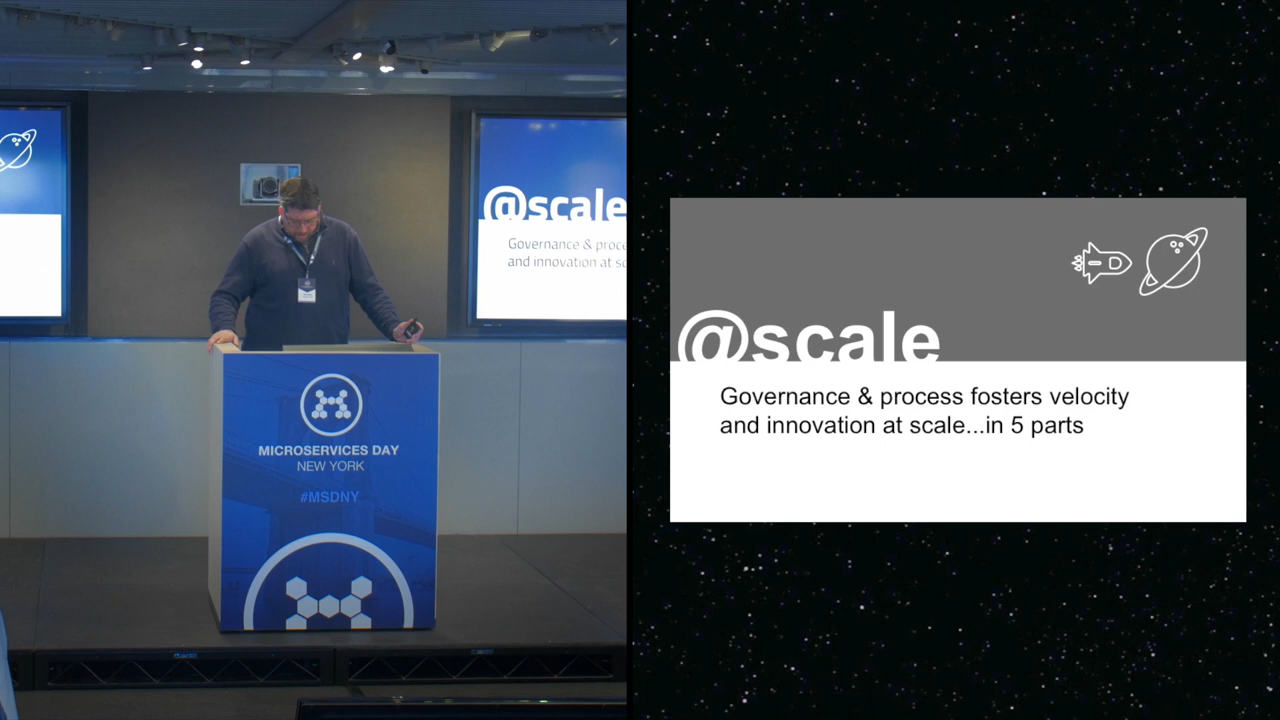 @scale
Governance & proce
and innovation at sc
MICROSERVICES DAY
NEW YORK
#MSDNY
@scale
Governance & process fosters velocity
and innovation at scale...in 5 parts